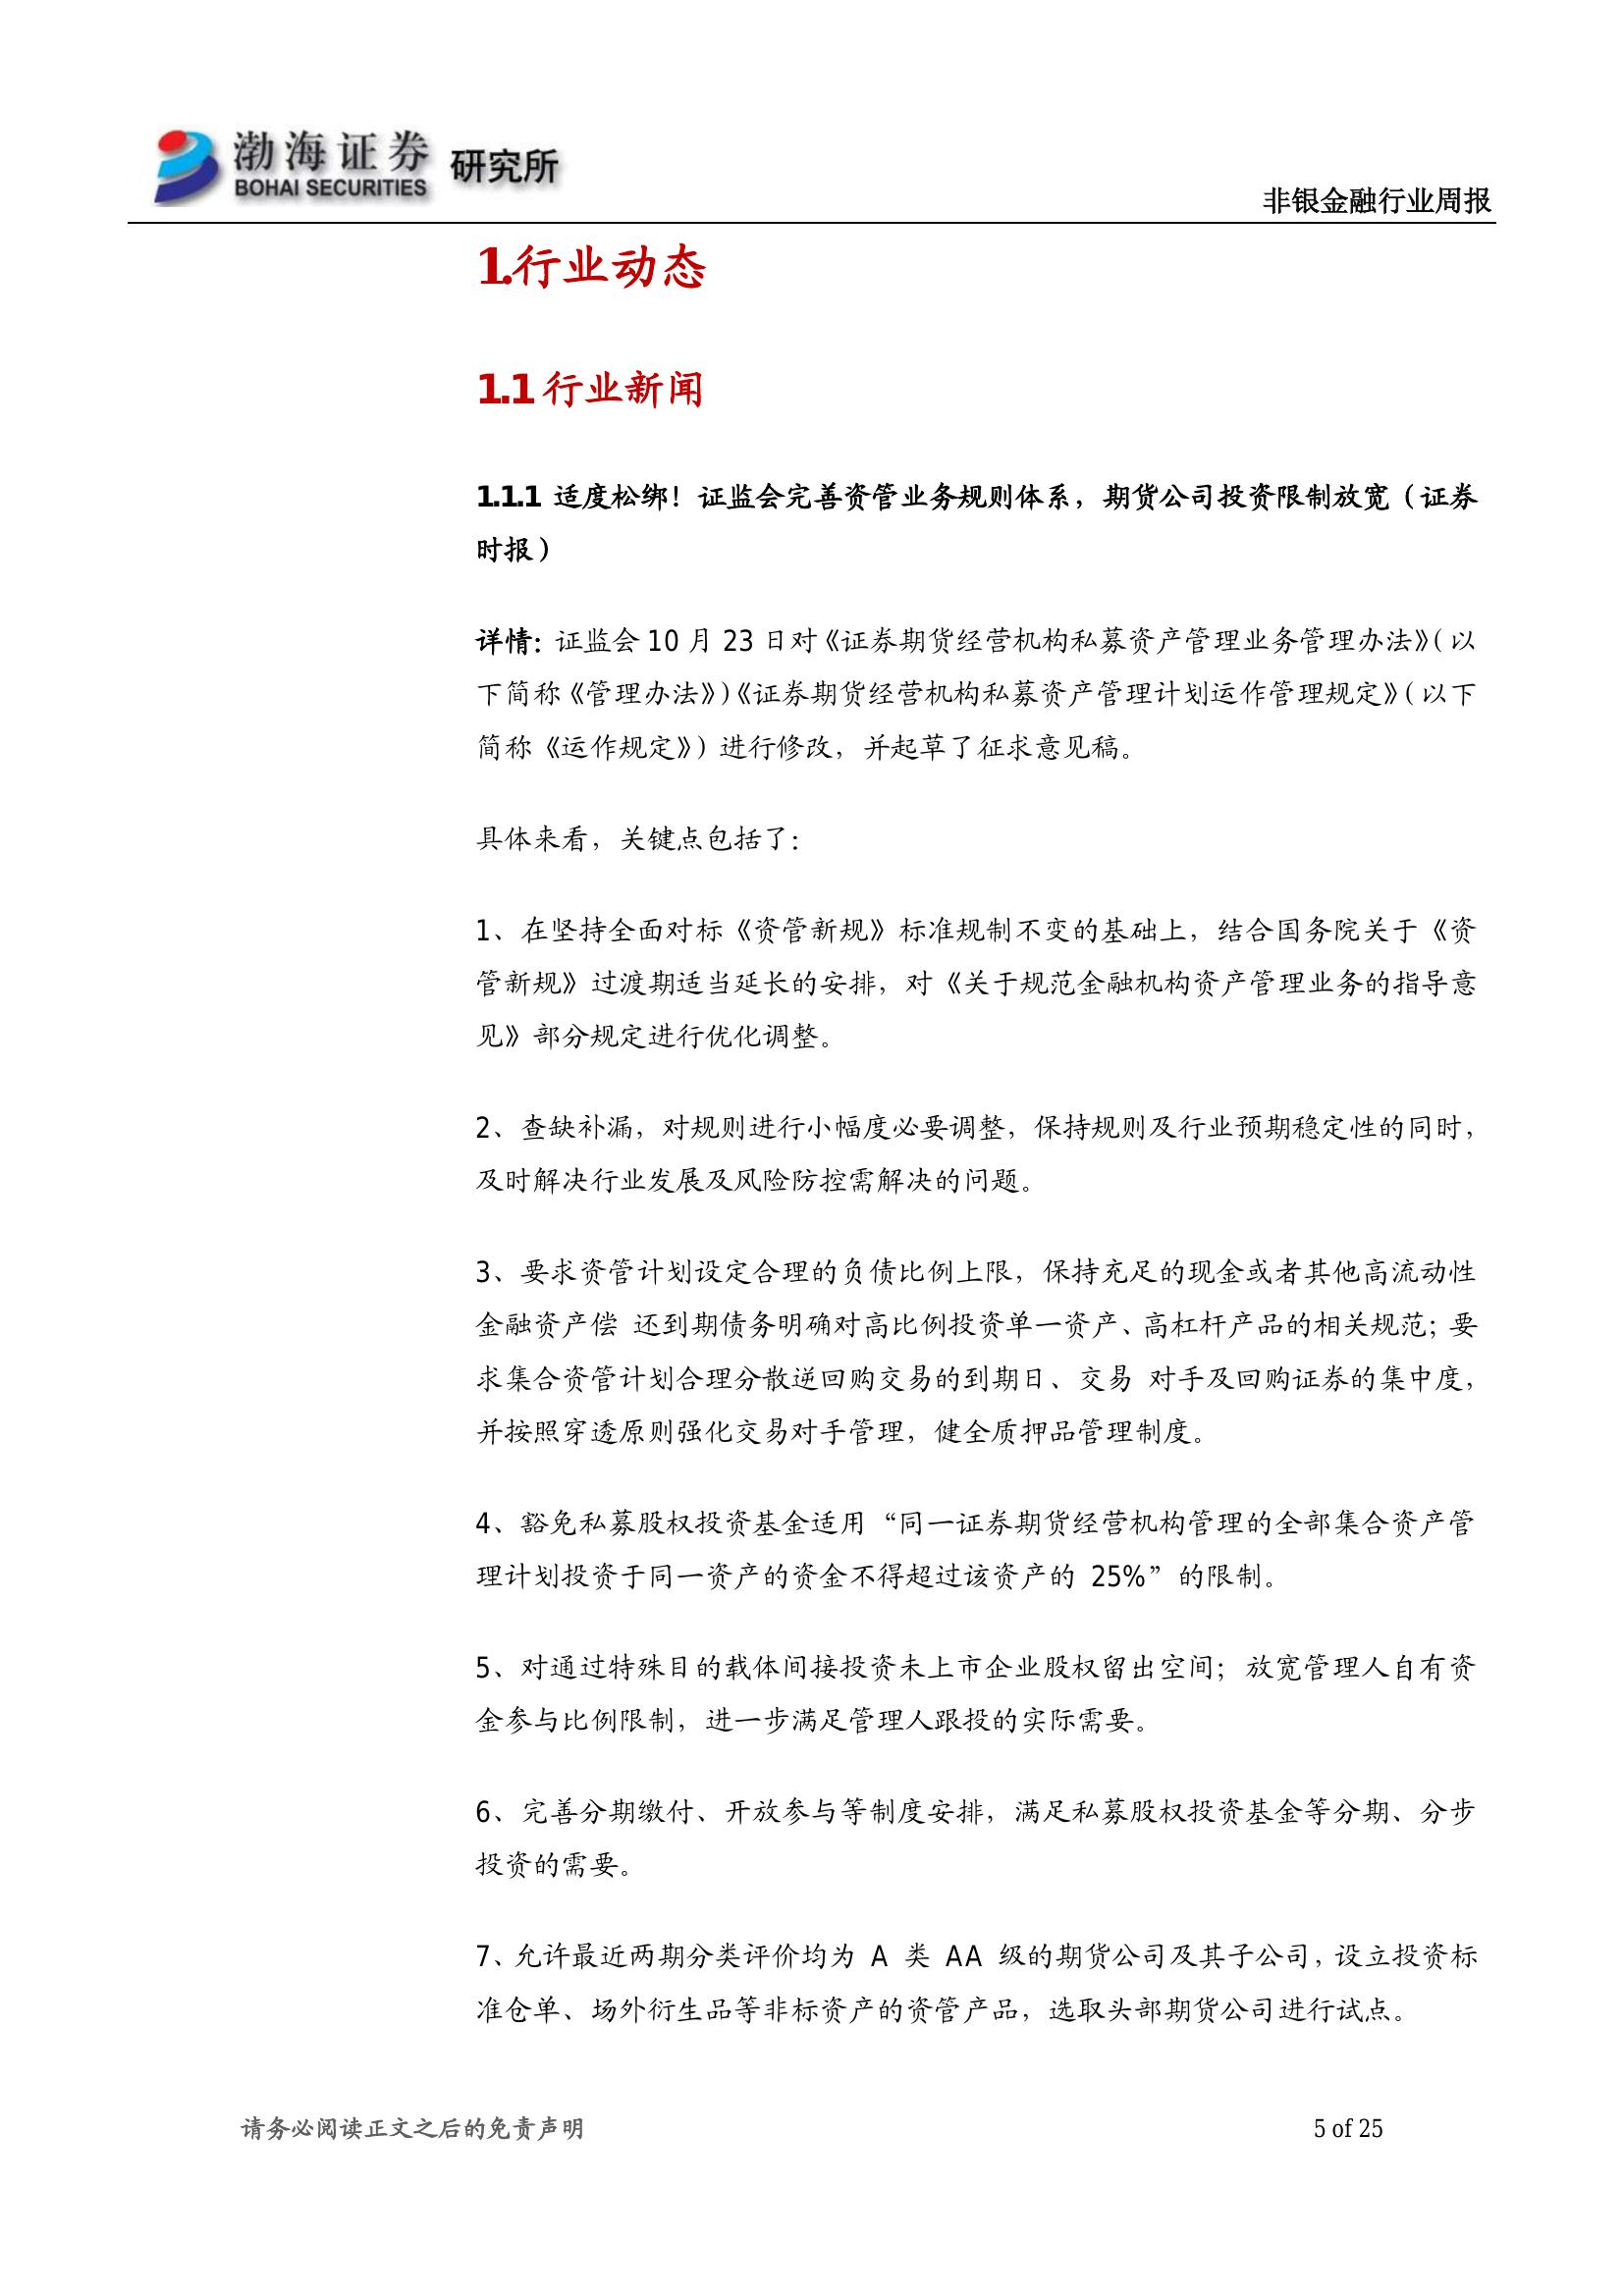 渤海证券 研究所
BOHAI SECURITIES
非银金融行业周报
1.行业动态
1.1 行业新闻
1.1.1 适度松绑！证监会完善资管业务规则体系，期货公司投资限制放宽（证券
时报）
详情：证监会 10 月 23 日对《证券期货经营机构私募资产管理业务管理办法》（以
下简称《管理办法》）《证券期货经营机构私募资产管理计划运作管理规定》（以下
简称《运作规定》）进行修改，并起草了征求意见稿。
具体来看，关键点包括了：
1、在坚持全面对标《资管新规》标准规制不变的基础上，结合国务院关于《资
管新规》过渡期适当延长的安排，对《关于规范金融机构资产管理业务的指导意
见》部分规定进行优化调整。
2、查缺补漏，对规则进行小幅度必要调整，保持规则及行业预期稳定性的同时，
及时解决行业发展及风险防控需解决的问题。
3、要求资管计划设定合理的负债比例上限，保持充足的现金或者其他高流动性
金融资产偿 还到期债务明确对高比例投资单一资产、高杠杆产品的相关规范；要
求集合资管计划合理分散逆回购交易的到期日、交易 对手及回购证券的集中度，
并按照穿透原则强化交易对手管理，健全质押品管理制度。
4、豁免私募股权投资基金适用“同一证券期货经营机构管理的全部集合资产管
理计划投资于同一资产的资金不得超过该资产的 25%”的限制。
5、对通过特殊目的载体间接投资未上市企业股权留出空间；放宽管理人自有资
金参与比例限制，进一步满足管理人跟投的实际需要。
6、完善分期缴付、开放参与等制度安排，满足私募股权投资基金等分期、分步
投资的需要。
7、允许最近两期分类评价均为 A 类 AA 级的期货公司及其子公司，设立投资标
准仓单、场外衍生品等非标资产的资管产品，选取头部期货公司进行试点。
请务必阅读正文之后的免责声明
5 of 25